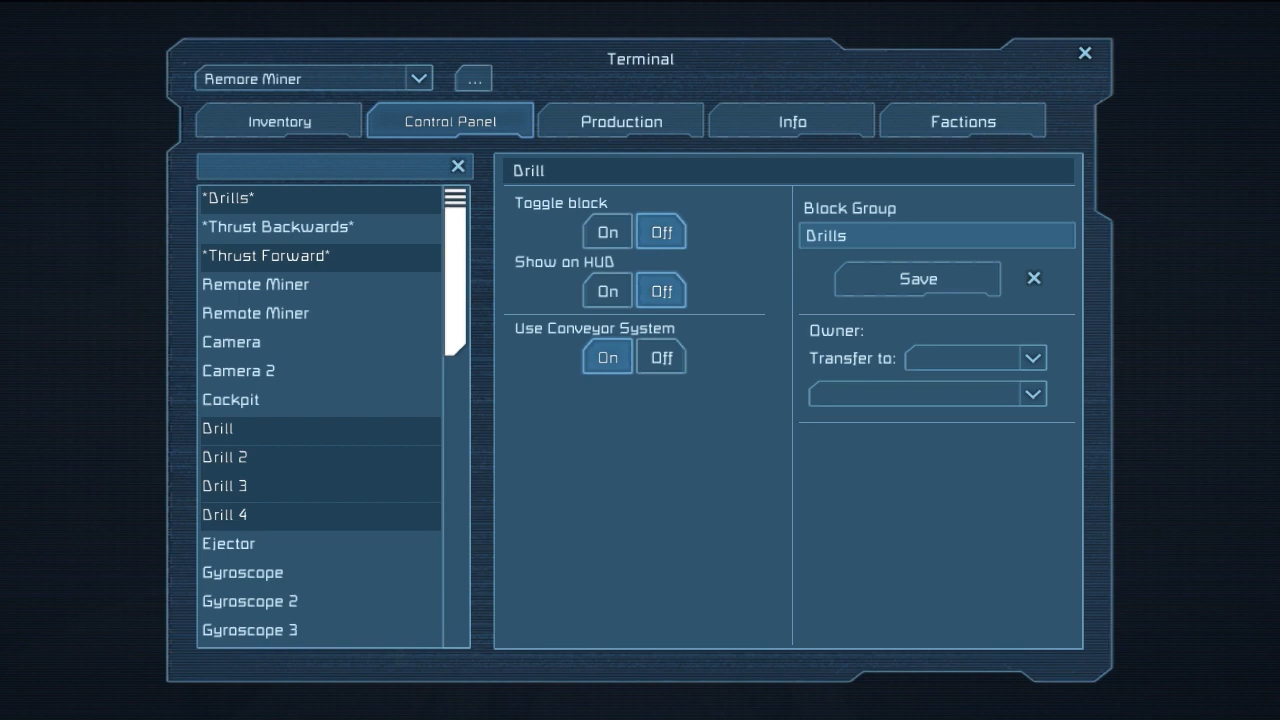 Terminal
Remore Miner
...
Inventory
Control Panel
Production
Info
Factions
*Drills*
*Thrust Backwards*
*Thrust Forward*
Remote Miner
Remote Miner
Camera
Camera 2
Cockpit
Drill
Drill 2
Drill 3
Drill 4
Ejector
Gyroscope
Gyroscope 2
Gyroscope 3
Drill
Toggle block
On Off
Show on HUD
On Off
Use Conveyor System
On Off
Block Group
Drills
Save
Owner:
Transfer to: